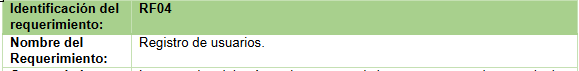 Identificación del requerimiento: RF04
Nombre del Requerimiento: Registro de usuarios.